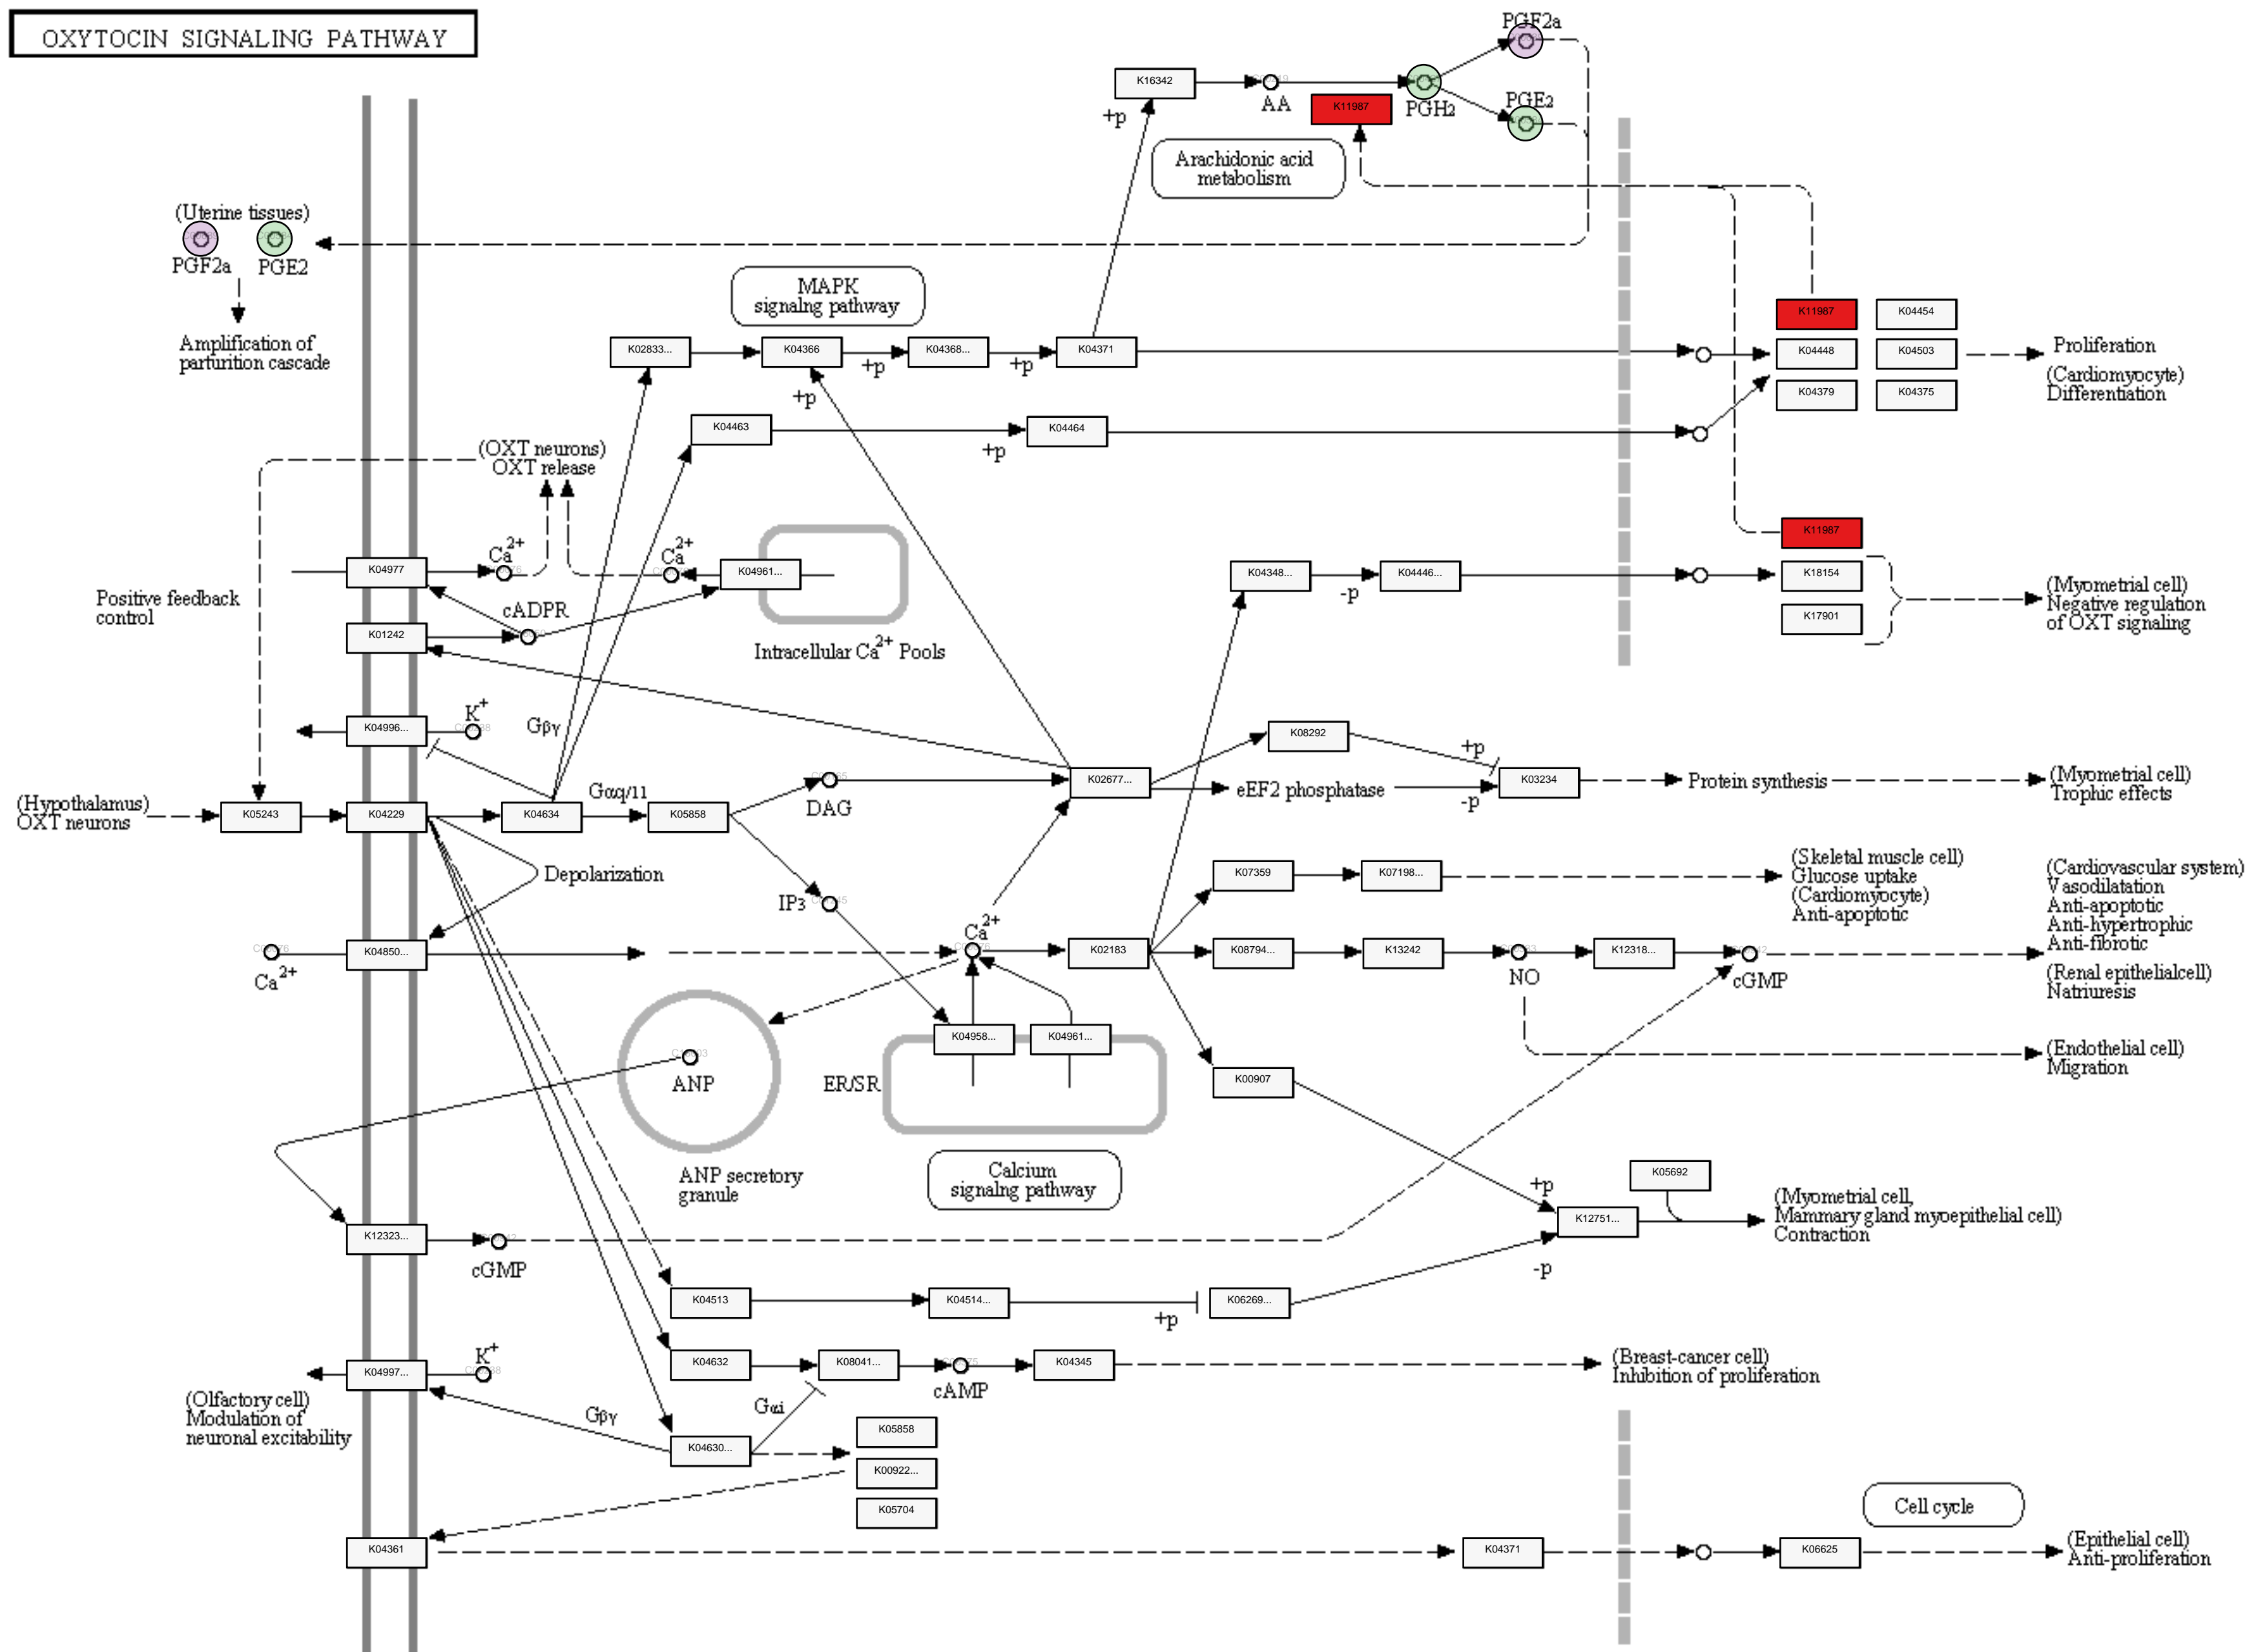 OXYTOCIN SIGNALING PATHWAY
PGF2a
K16342
AA
K11987
PGH2
PGE2
+p
Arachidonic acid
metabolism
(Uterine tissues)
PGF2a
PGE2
Amplification of
parturition cascade
MAPK
signalng pathway
K02833...
K04366
+p
K04368...
+p
K04371
K11987
K04454
K04448
K04503
K04379
K04375
Proliferation
(Cardiomyocyte)
Differentiation
+p
K04463
+p
K04464
(OXT neurons)
OXT release
K04977
Ca2+
Ca2+
K04961...
cADPR
K01242
Intracellular Ca2+ Pools
Positive feedback
control
K04348...
-p
K04446...
K11987
K18154
K17901
(Myometrial cell)
Negative regulation
of OXT signaling
K04996...
K+
Gβγ
K08292
+p
K02677...
eEF2 phosphatase
-p
K03234
Protein synthesis
(Myometrial cell)
Trophic effects
(Hypothalamus)
OXT neurons
K05243
K04229
K04634
Gαq/11
K05858
DAG
Depolarization
IP3
K07359
K07198...
(Skeletal muscle cell)
Glucose uptake
(Cardiomyocyte)
Anti-apoptotic
Ca2+
K04850...
Ca2+
K02183
K08794...
K13242
NO
K12318...
cGMP
(Cardiovascular system)
Vasodilatation
Anti-apoptotic
Anti-hypertrophic
Anti-fibrotic
(Renal epithelialcell)
Natriuresis
K04958...
K04961...
ER/SR
ANP
ANP secretory
granule
K00907
(Endothelial cell)
Migration
Calcium
signalng pathway
+p
K05692
K12751...
-p
(Myometrial cell,
Mammary gland myoepithelial cell)
Contraction
K12323...
cGMP
K04513
K04514...
+p
K06269...
K04632
K08041...
cAMP
K04345
(Breast-cancer cell)
Inhibition of proliferation
K04997...
K+
(Olfactory cell)
Modulation of
neuronal excitability
Gβγ
Gαi
K04630...
K05858
K00922...
K05704
Cell cycle
K04361
K04371
K06625
(Epithelial cell)
Anti-proliferation